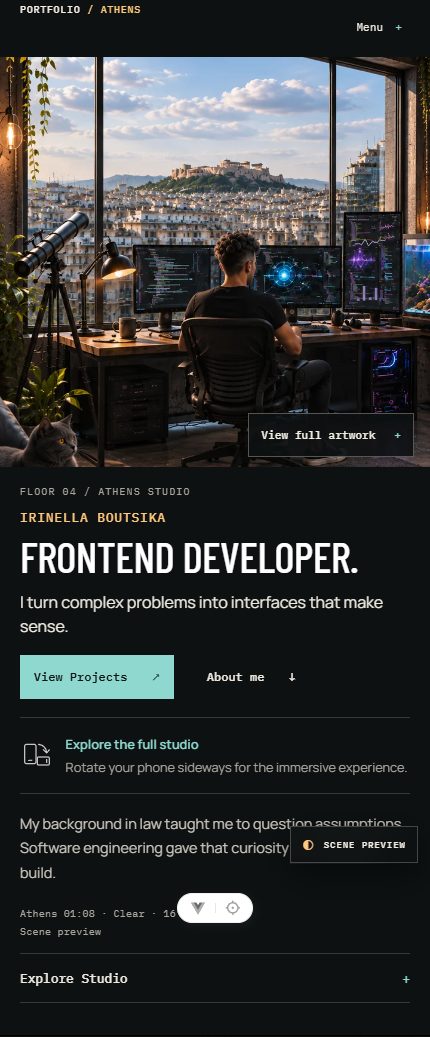 PORTFOLIO / ATHENS
Menu +
View full artwork +
FLOOR 04 / ATHENS STUDIO
IRINELLA BOUTSIKA
FRONTEND DEVELOPER.
I turn complex problems into interfaces that make
sense.
View Projects ↗
About me ↓
Explore the full studio
Rotate your phone sideways for the immersive experience.
My background in law taught me to question assumptions.
Software engineering gave that curiosity
SCENE PREVIEW
build.
Athens 01:08 · Clear · 16
Scene preview
Explore Studio +